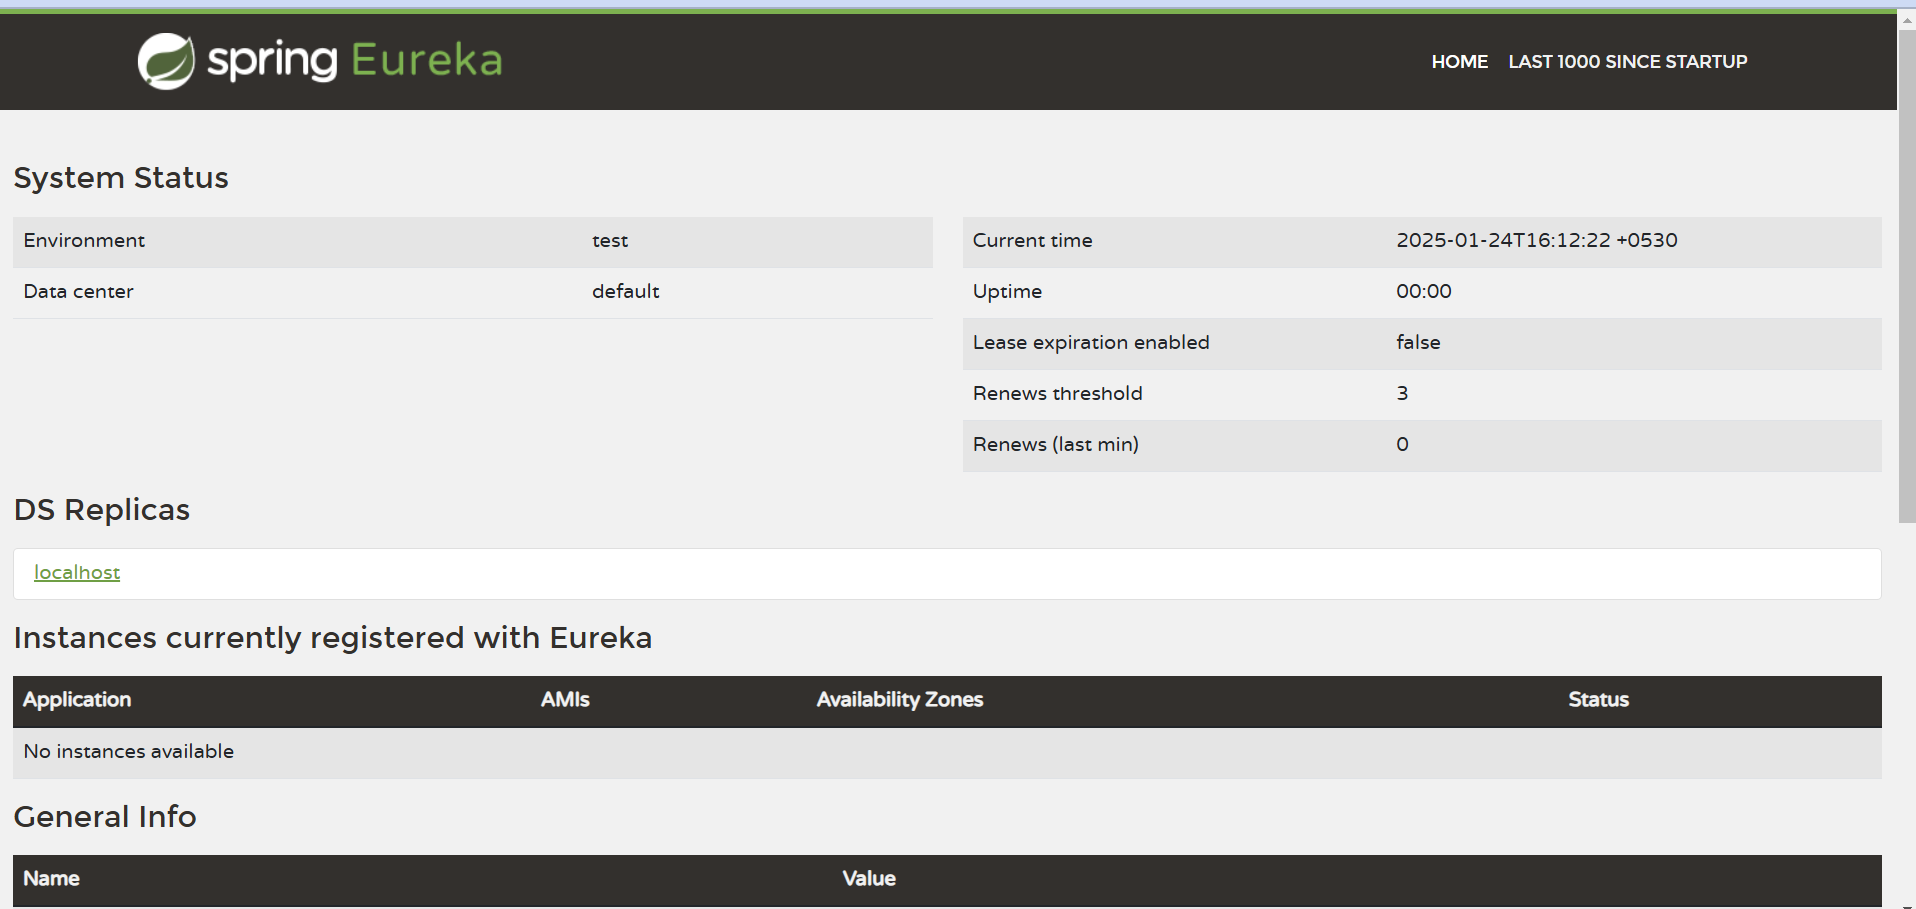 spring Eureka
HOME LAST 1000 SINCE STARTUP
System Status
Environment test
Data center default
Current time 2025-01-24T16:12:22 +0530
Uptime 00:00
Lease expiration enabled false
Renews threshold 3
Renews (last min) 0
DS Replicas
localhost
Instances currently registered with Eureka
Application AMIs Availability Zones Status
No instances available
General Info
Name Value